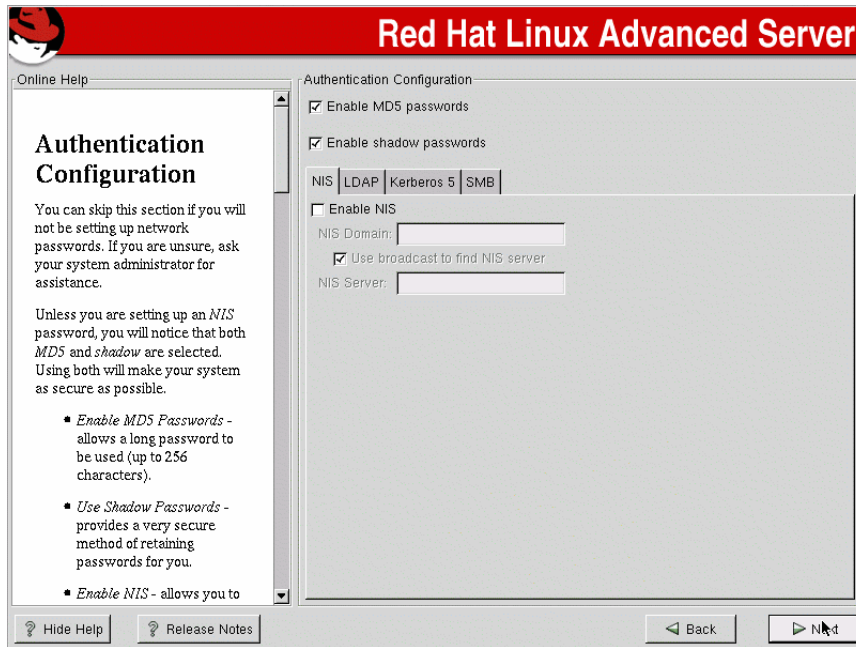 Red Hat Linux Advanced Server
Online Help
Authentication
Configuration
You can skip this section if you will
not be setting up network
passwords. If you are unsure, ask
your system administrator for
assistance.
Unless you are setting up an NIS
password, you will notice that both
MD5 and shadow are selected.
Using both will make your system
as secure as possible.
Enable MD5 Passwords -
allows a long password to
be used (up to 256
characters).
Use Shadow Passwords -
provides a very secure
method of retaining
passwords for you.
Enable NIS - allows you to
Authentication Configuration
Enable MD5 passwords
Enable shadow passwords
NIS LDAP Kerberos 5 SMB
Enable NIS
NIS Domain:
Use broadcast to find NIS server
NIS Server:
? Hide Help ? Release Notes Back Next